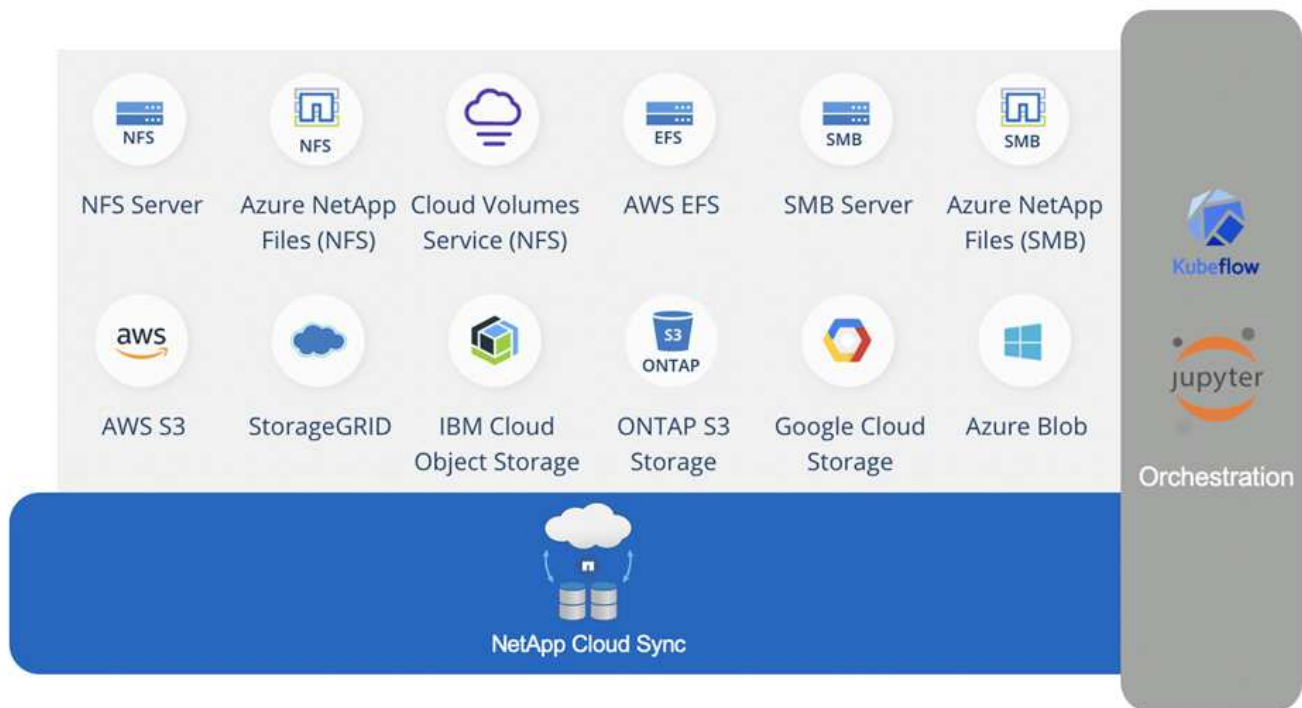 NFS
NFS
EFS
SMB
SMB
NFS Server
Azure NetApp
Files (NFS)
Cloud Volumes
Service (NFS)
AWS EFS
SMB Server
Azure NetApp
Files (SMB)
aws
S3
ONTAP
AWS S3
StorageGRID
IBM Cloud
Object Storage
ONTAP S3
Storage
Google Cloud
Storage
Azure Blob
NetApp Cloud Sync
Kubeflow
jupyter
Orchestration